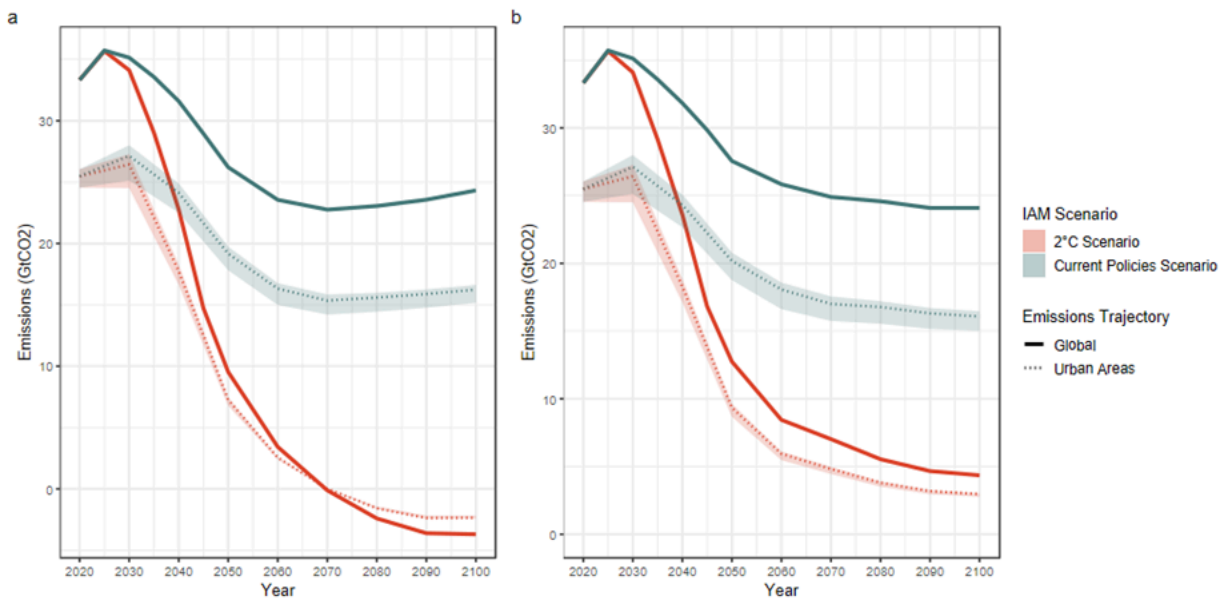 a
b
Emissions (GtCO2)
30
20
10
0
2020 2030 2040 2050 2060 2070 2080 2090 2100
Year
Emissions (GtCO2)
30
20
10
0
2020 2030 2040 2050 2060 2070 2080 2090 2100
Year
IAM Scenario
2°C Scenario
Current Policies Scenario
Emissions Trajectory
Global
Urban Areas